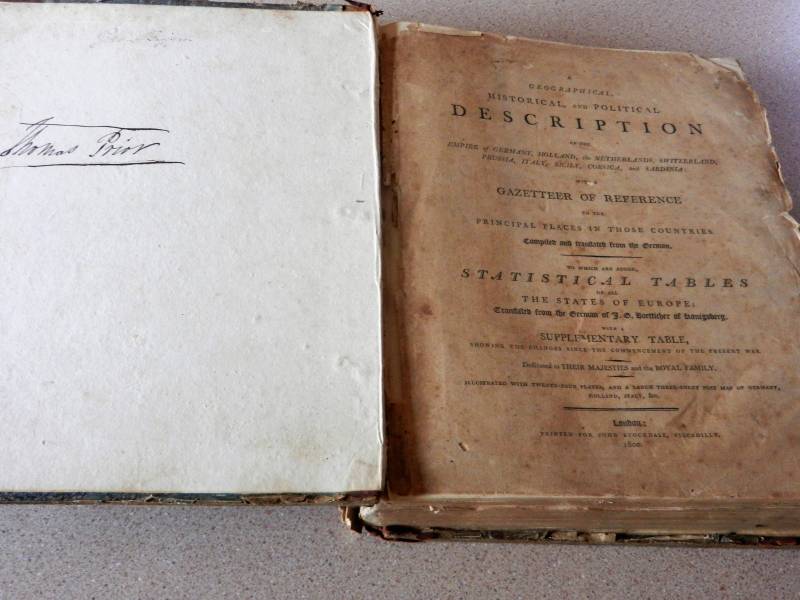 Thomas Prior
A
GEOGRAPHICAL,
HISTORICAL, AND POLITICAL
DESCRIPTION
OF THE
EMPIRE of GERMANY, HOLLAND, the NETHERLANDS, SWITZERLAND,
PRUSSIA, ITALY, SICILY, CORSICA, and SARDINIA:
WITH A
GAZETTEER OF REFERENCE
TO THE
PRINCIPAL PLACES IN THOSE COUNTRIES
Compiled and translated from the German.
TO WHICH ARE ADDED,
STATISTICAL TABLES
OF ALL
THE STATES OF EUROPE;
Translated from the German of J. G. Boetticher of Konigsberg.
WITH A
SUPPLEMENTARY TABLE,
SHOWING THE CHANGES SINCE THE COMMENCEMENT OF THE PRESENT WAR
Dedicated to THEIR MAJESTIES and the ROYAL FAMILY.
ILLUSTRATED WITH TWENTY-FOUR PLATES, AND A LARGE THREE-SHEET POST MAP OF GERMANY,
HOLLAND, ITALY, &c.
London:
PRINTED FOR JOHN STOCKDALE, PICCADILLY,
1800.